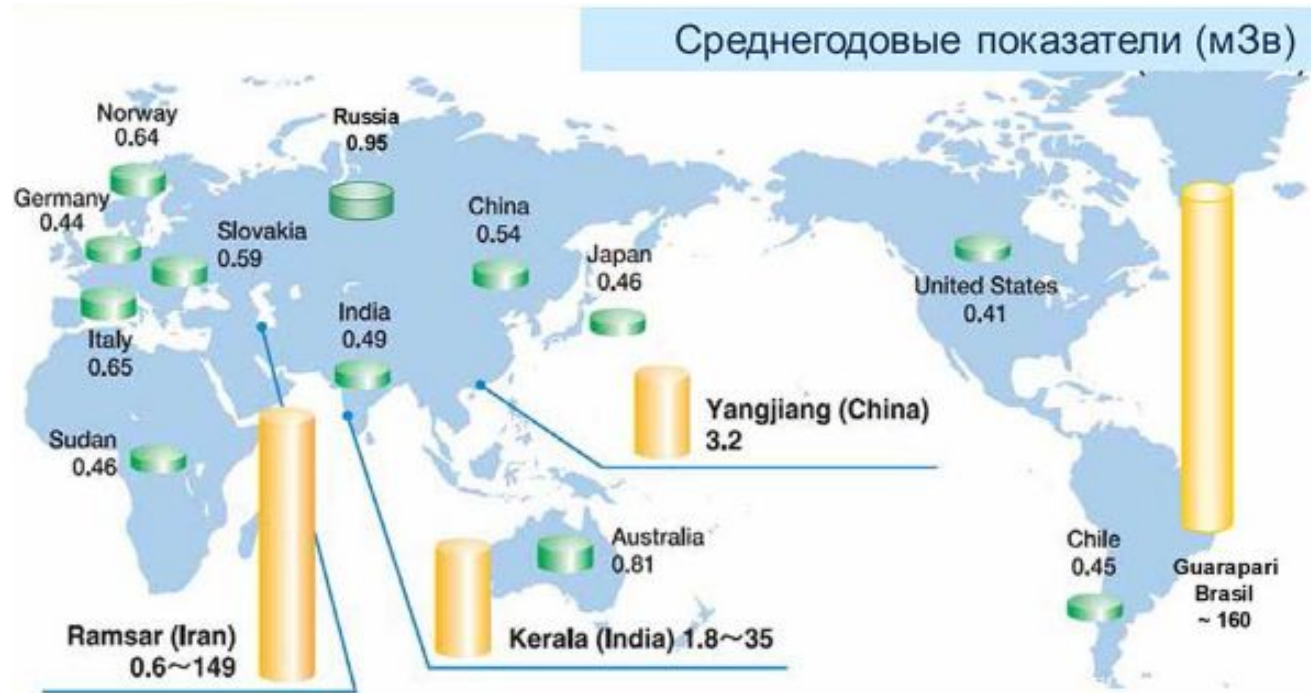 Среднегодовые показатели (мЗв)
Norway
0.64
Russia
0.95
Germany
0.44
Slovakia
0.59
China
0.54
Japan
0.46
United States
0.41
Italy
0.65
India
0.49
Yangjiang (China)
3.2
Sudan
0.46
Australia
0.81
Chile
0.45
Guarapari
Brasil
~ 160
Ramsar (Iran)
0.6～149
Kerala (India) 1.8～35